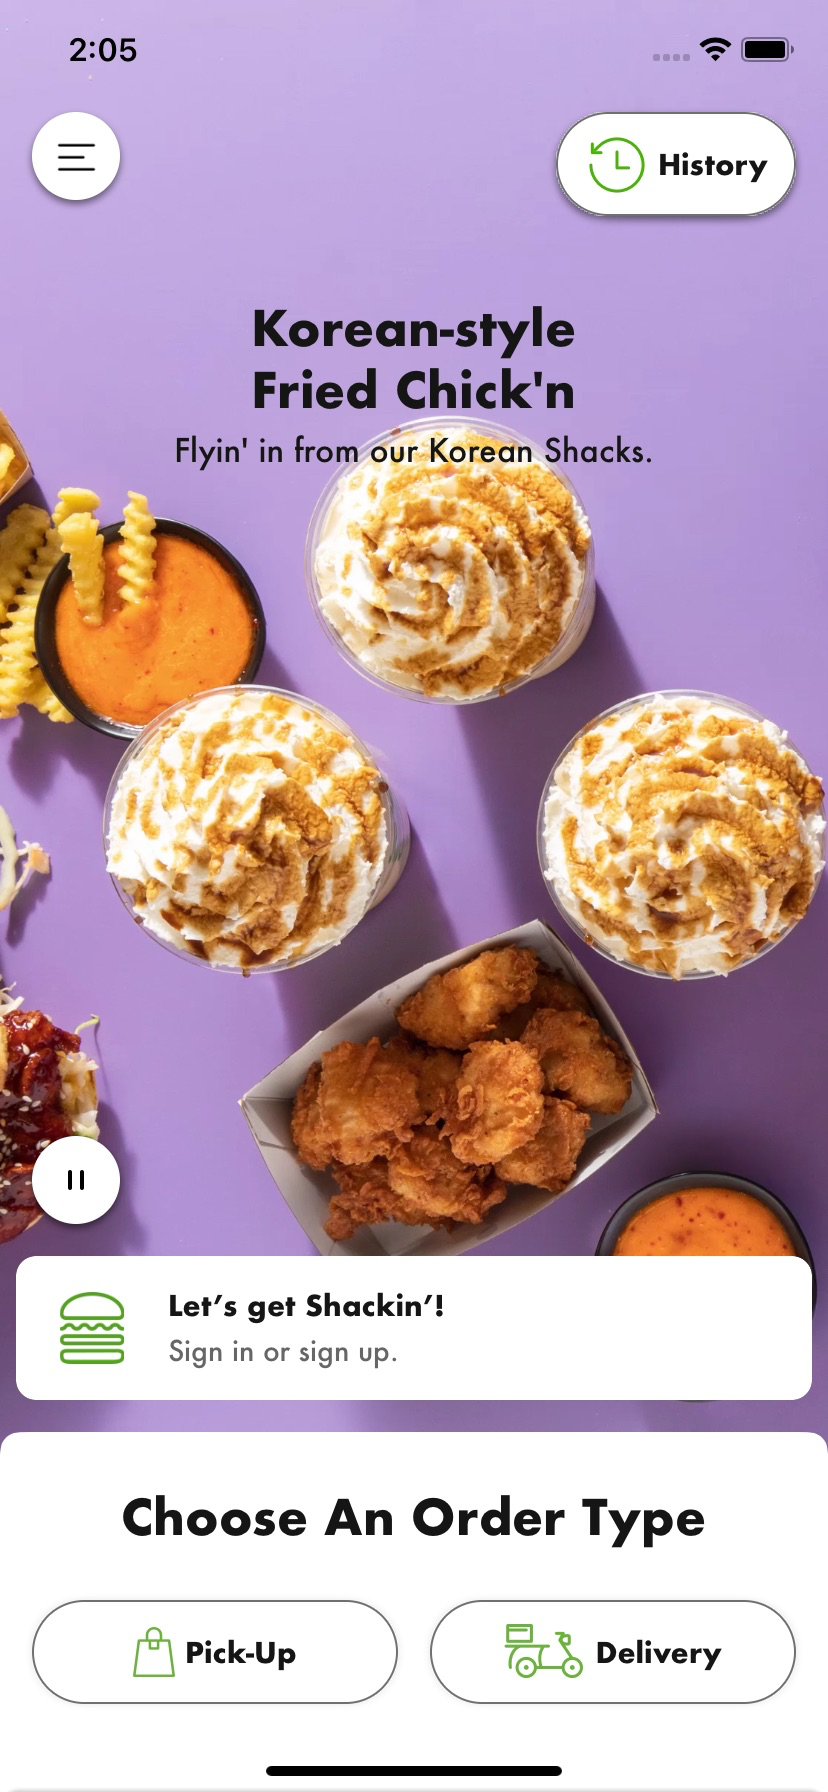 2:05
History
Korean-style
Fried Chick'n
Flyin' in from our Korean Shacks.
Let’s get Shackin’!
Sign in or sign up.
Choose An Order Type
Pick-Up
Delivery